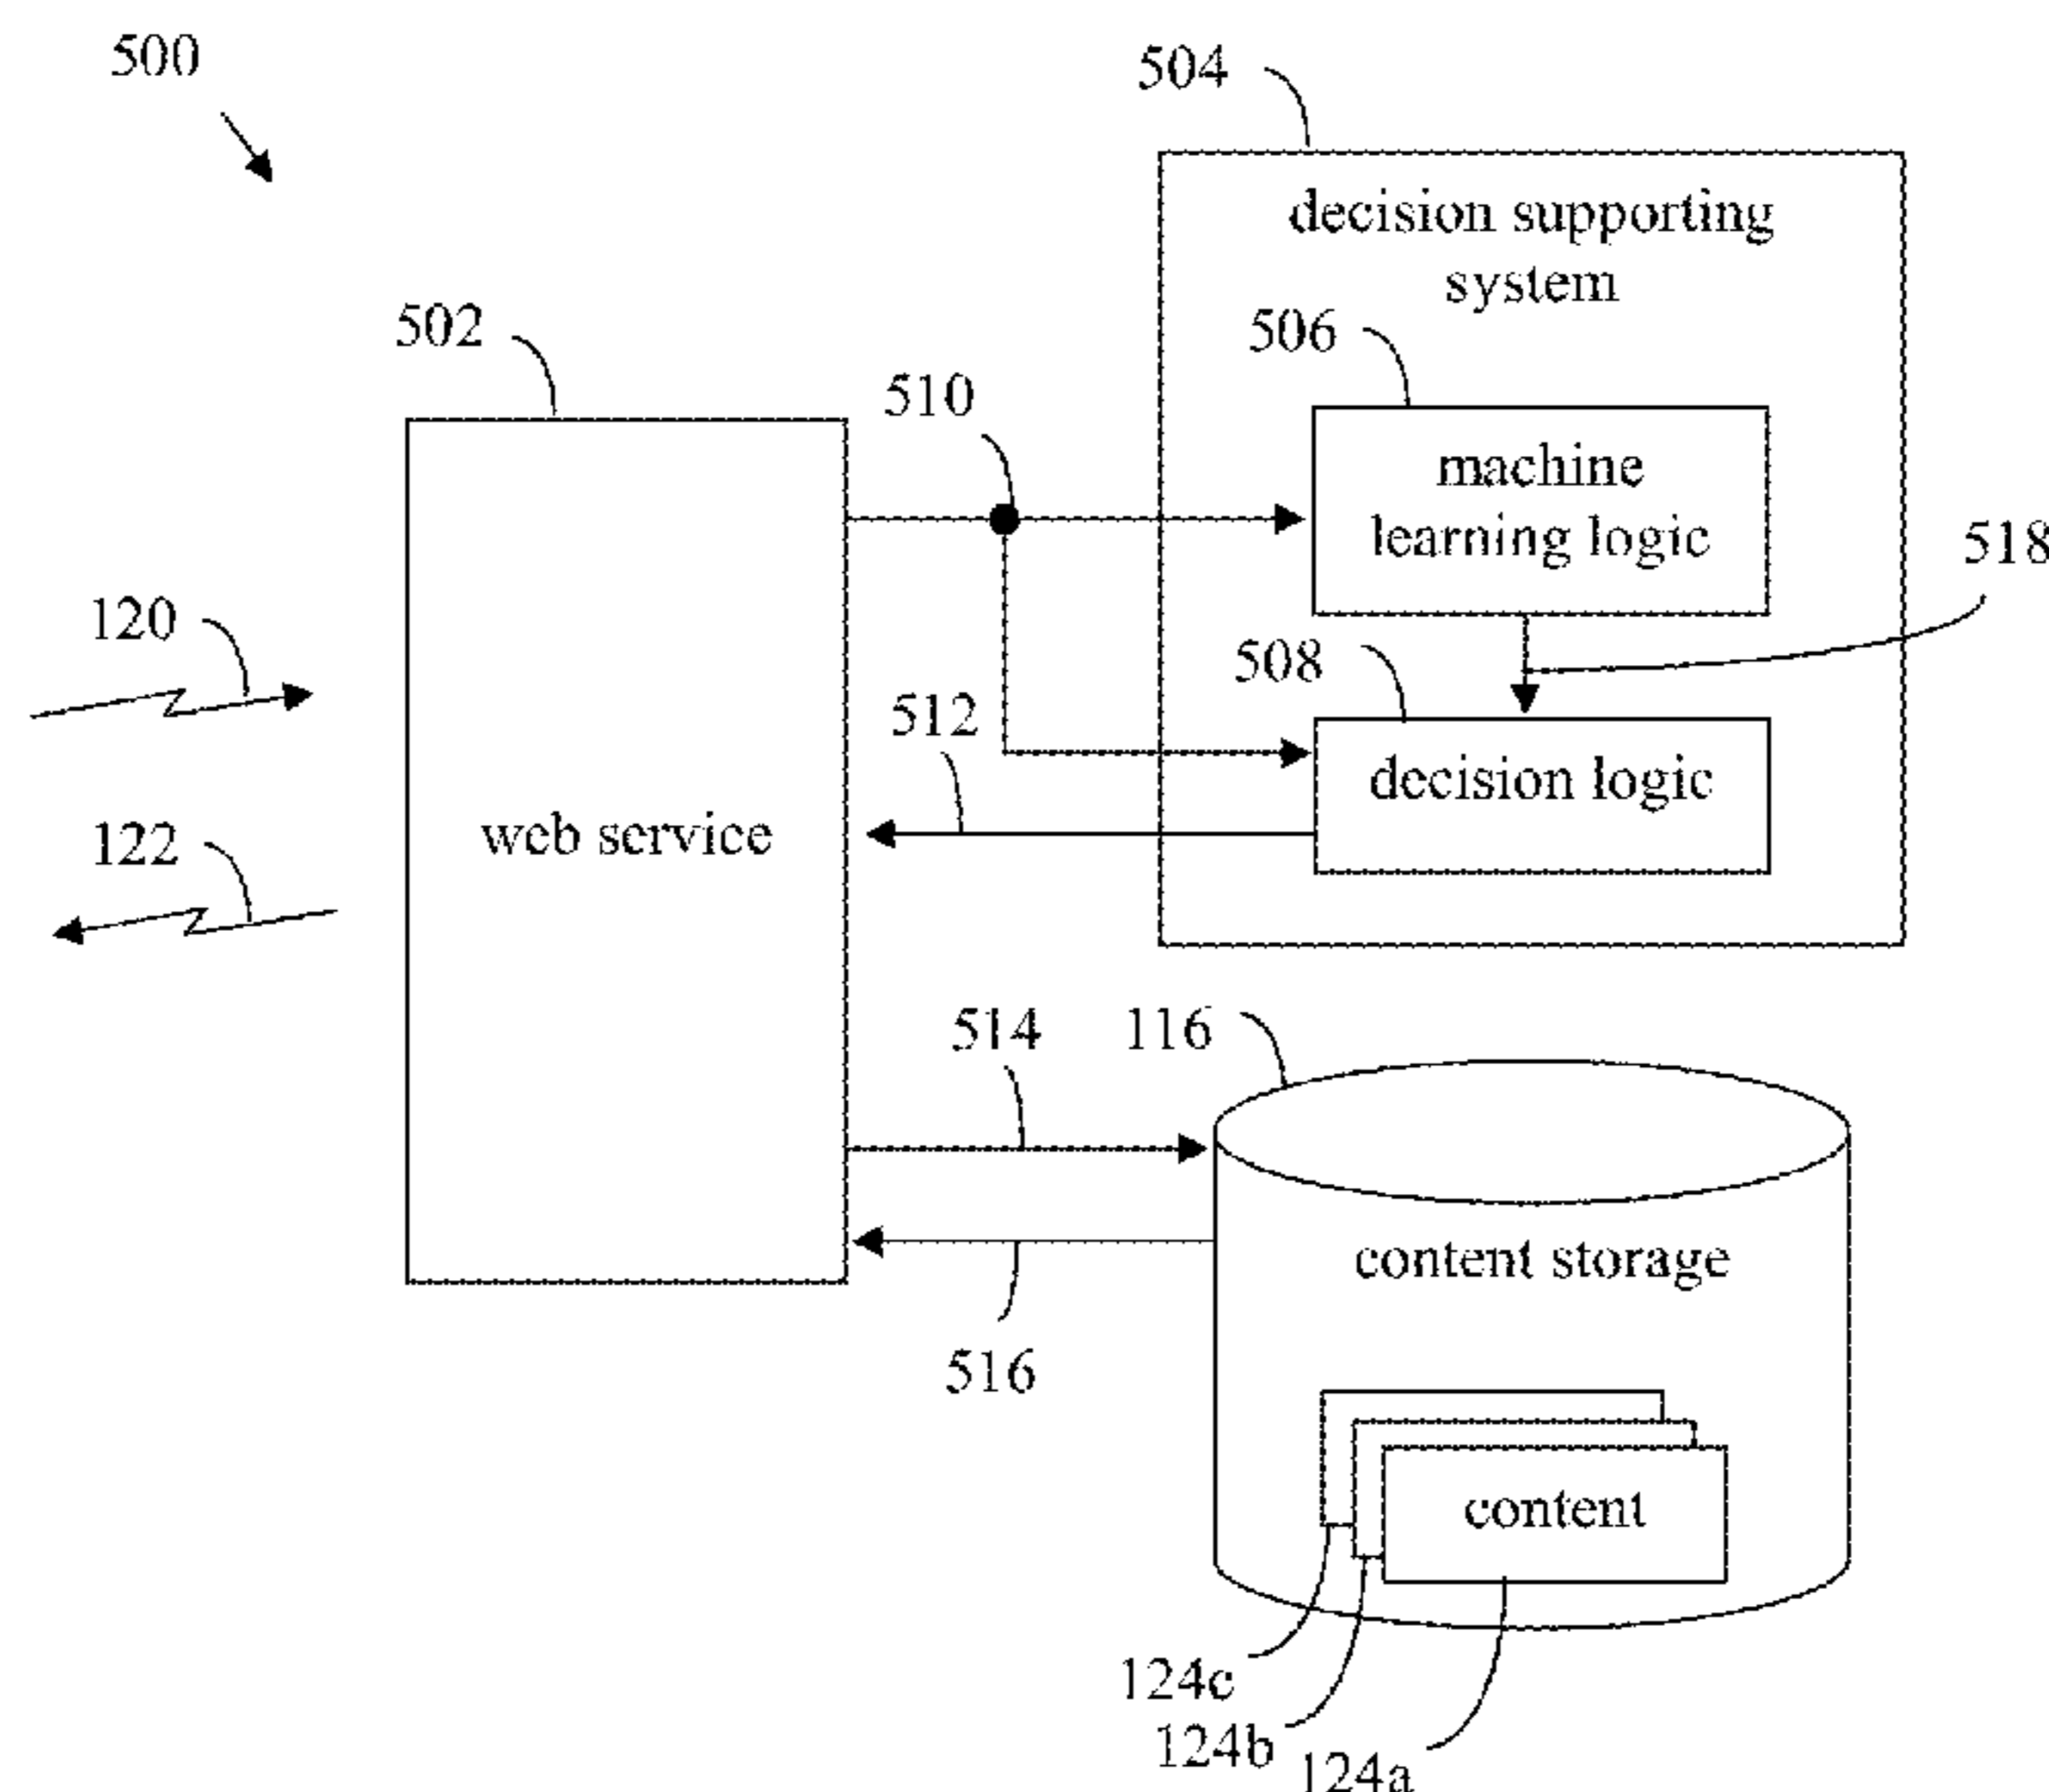 500
504
decision supporting
system
502
506
510
machine
learning logic
518
120
508
512
decision logic
web service
122
514
116
content storage
516
content
124c
124b
124a